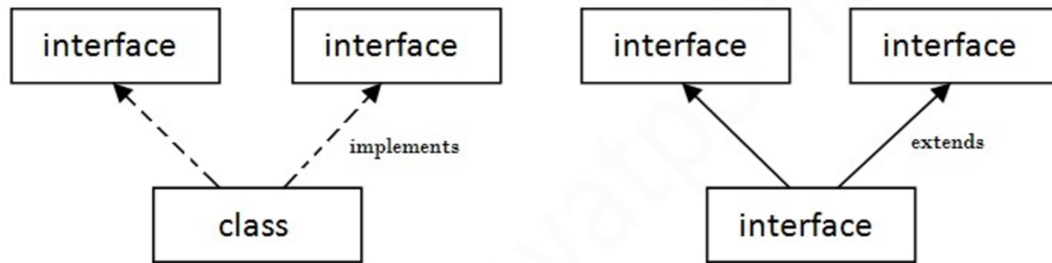 interface interface interface interface
implements extends
class interface